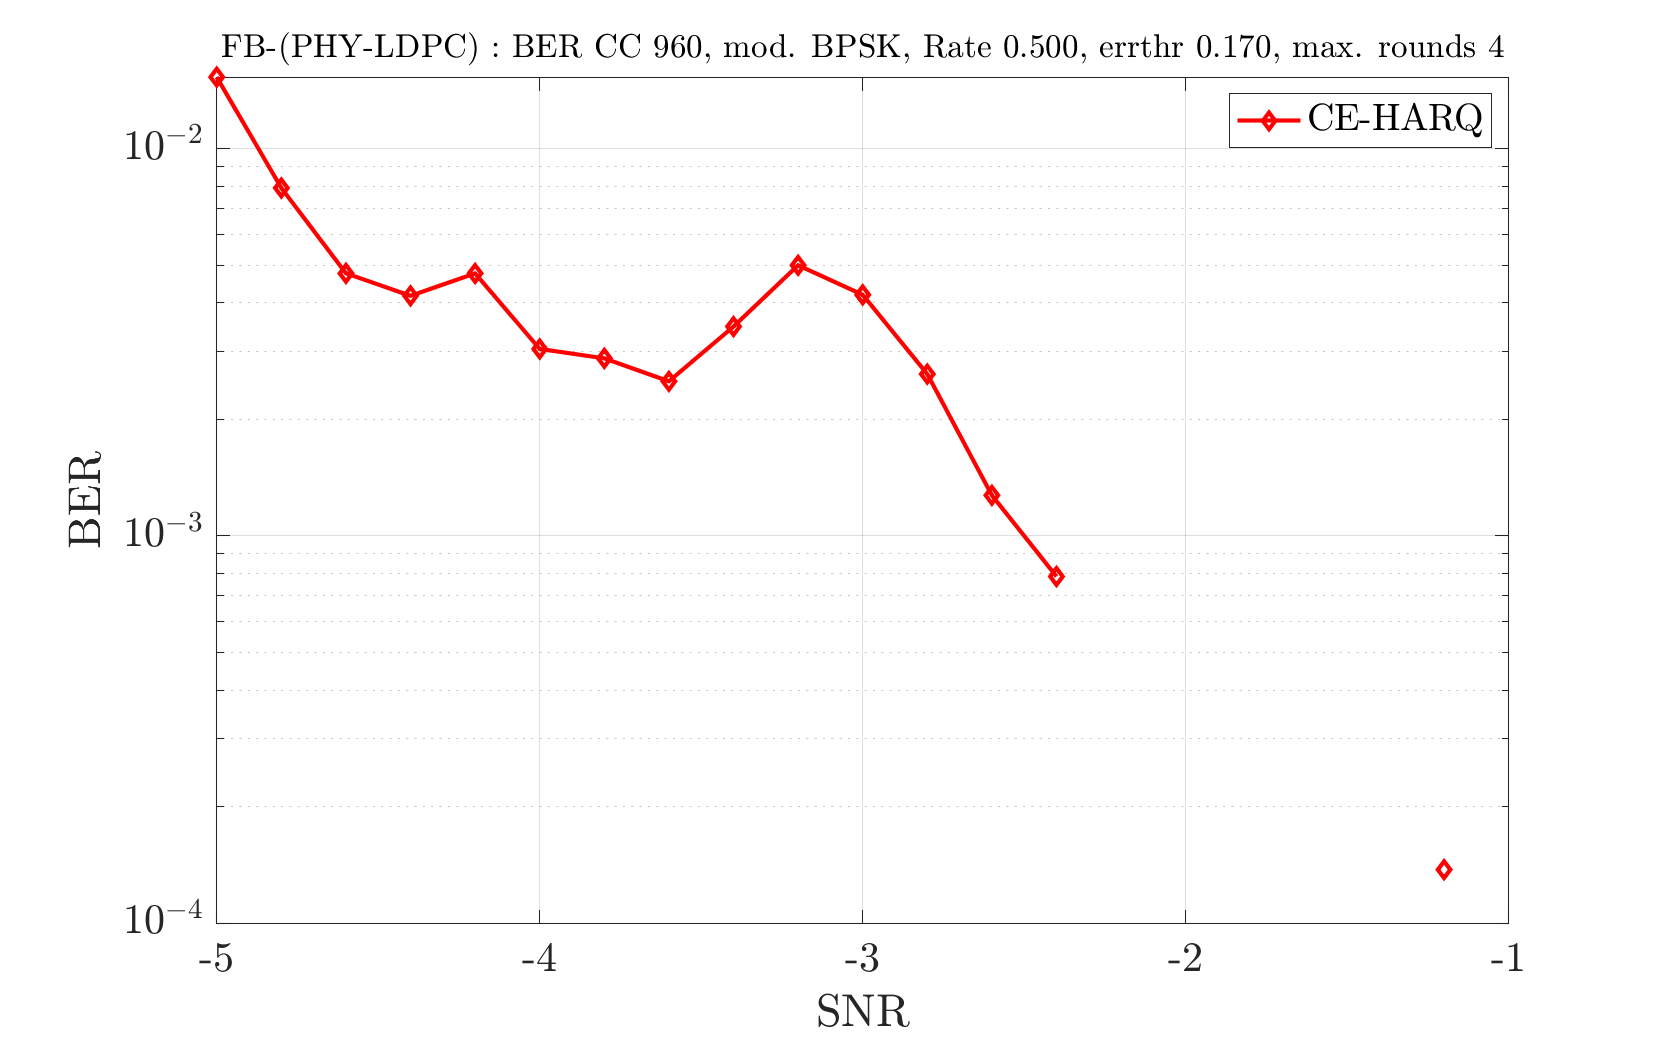 FB-(PHY-LDPC) : BER CC 960, mod. BPSK, Rate 0.500, errthr 0.170, max. rounds 4
CE-HARQ
10⁻²
10⁻³
10⁻⁴
BER
-5 -4 -3 -2 -1
SNR